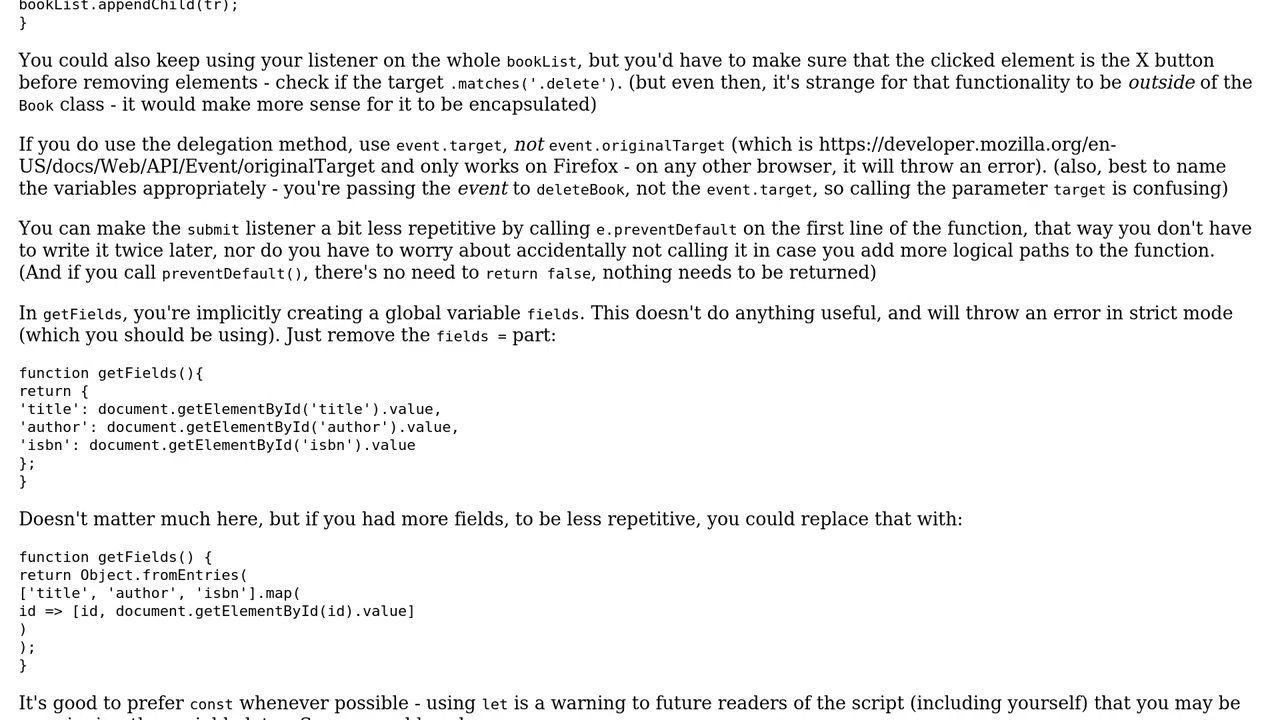 bookList.appendChild(tr);
}
You could also keep using your listener on the whole bookList, but you'd have to make sure that the clicked element is the X button
before removing elements - check if the target .matches('.delete'). (but even then, it's strange for that functionality to be outside of the
Book class - it would make more sense for it to be encapsulated)
If you do use the delegation method, use event.target, not event.originalTarget (which is https://developer.mozilla.org/en-
US/docs/Web/API/Event/originalTarget and only works on Firefox - on any other browser, it will throw an error). (also, best to name
the variables appropriately - you're passing the event to deleteBook, not the event.target, so calling the parameter target is confusing)
You can make the submit listener a bit less repetitive by calling e.preventDefault on the first line of the function, that way you don't have
to write it twice later, nor do you have to worry about accidentally not calling it in case you add more logical paths to the function.
(And if you call preventDefault(), there's no need to return false, nothing needs to be returned)
In getFields, you're implicitly creating a global variable fields. This doesn't do anything useful, and will throw an error in strict mode
(which you should be using). Just remove the fields = part:
function getFields(){
return {
'title': document.getElementById('title').value,
'author': document.getElementById('author').value,
'isbn': document.getElementById('isbn').value
};
}
Doesn't matter much here, but if you had more fields, to be less repetitive, you could replace that with:
function getFields() {
return Object.fromEntries(
['title', 'author', 'isbn'].map(
id => [id, document.getElementById(id).value]
)
);
}
It's good to prefer const whenever possible - using let is a warning to future readers of the script (including yourself) that you may be